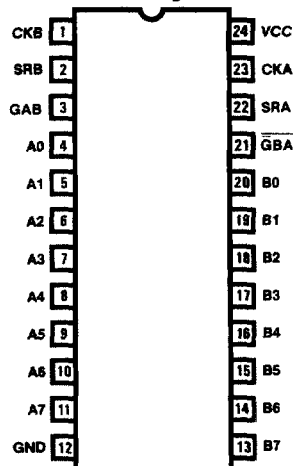 CKB 1 24 VCC
SRB 2 23 CKA
GAB 3 22 SRA
A0 4 21 G̅BA
A1 5 20 B0
A2 6 19 B1
A3 7 18 B2
A4 8 17 B3
A5 9 16 B4
A6 10 15 B5
A7 11 14 B6
GND 12 13 B7